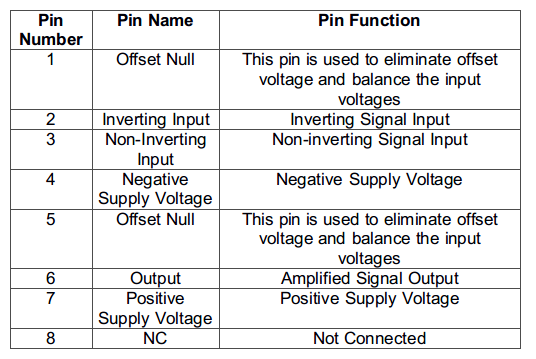 Pin Number
Pin Name
Pin Function
1
Offset Null
This pin is used to eliminate offset
voltage and balance the input
voltages
2
Inverting Input
Inverting Signal Input
3
Non-Inverting
Input
Non-inverting Signal Input
4
Negative
Supply Voltage
Negative Supply Voltage
5
Offset Null
This pin is used to eliminate offset
voltage and balance the input
voltages
6
Output
Amplified Signal Output
7
Positive
Supply Voltage
Positive Supply Voltage
8
NC
Not Connected